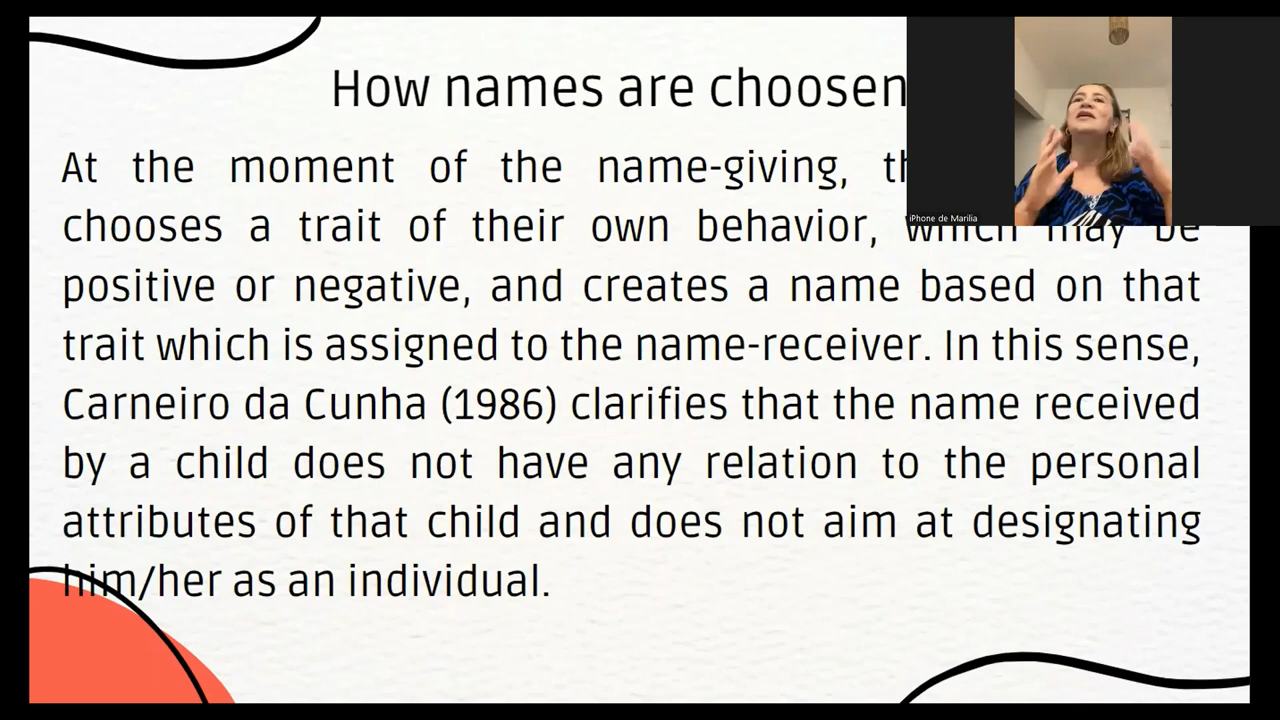 How names are choosen
At the moment of the name-giving,
chooses a trait of their own behavior, which may be
positive or negative, and creates a name based on that
trait which is assigned to the name-receiver. In this sense,
Carneiro da Cunha (1986) clarifies that the name received
by a child does not have any relation to the personal
attributes of that child and does not aim at designating
him/her as an individual.
iPhone de Marilia